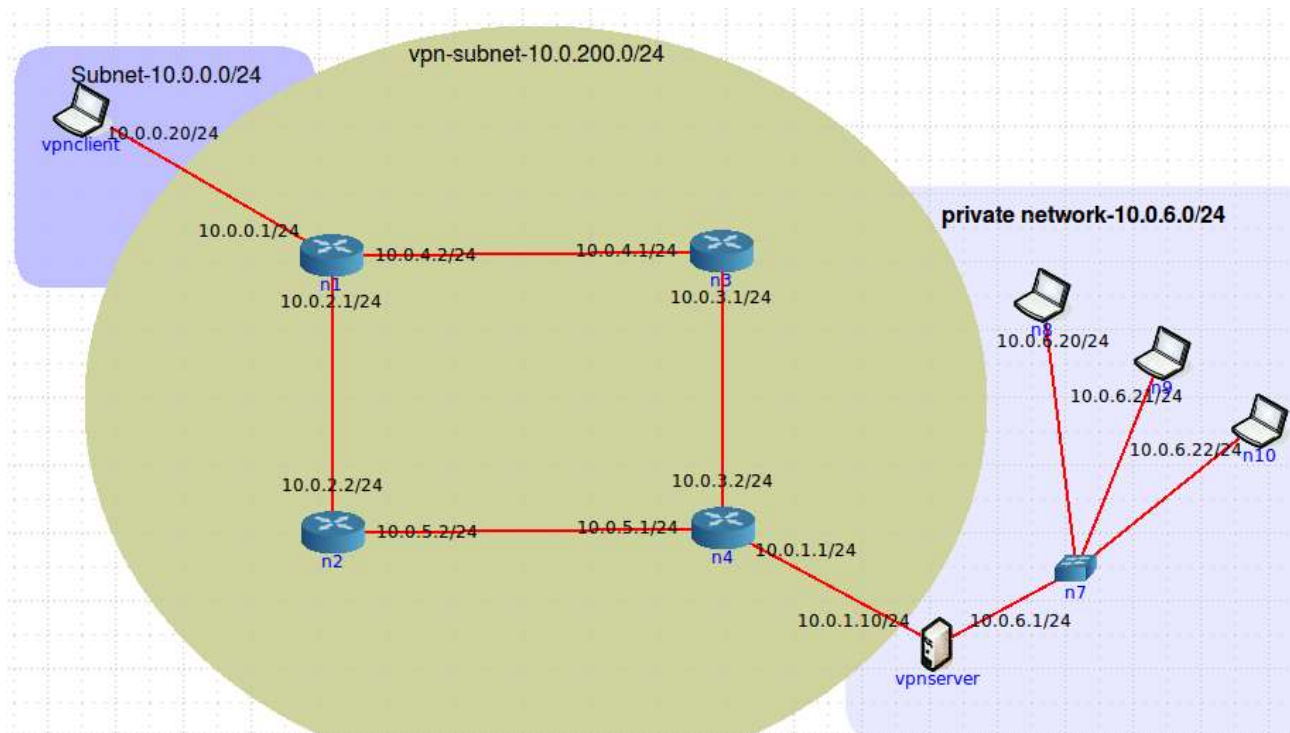 vpn-subnet-10.0.200.0/24
Subnet-10.0.0.0/24
10.0.0.20/24
vpnclient
private network-10.0.6.0/24
10.0.0.1/24
10.0.4.2/24
10.0.4.1/24
n1
n3
10.0.2.1/24
10.0.3.1/24
n8
10.0.6.20/24
n9
10.0.6.21/24
10.0.6.22/24
n10
10.0.2.2/24
10.0.3.2/24
10.0.5.2/24
10.0.5.1/24
n2
n4
10.0.1.1/24
n7
10.0.1.10/24
10.0.6.1/24
vpnserver